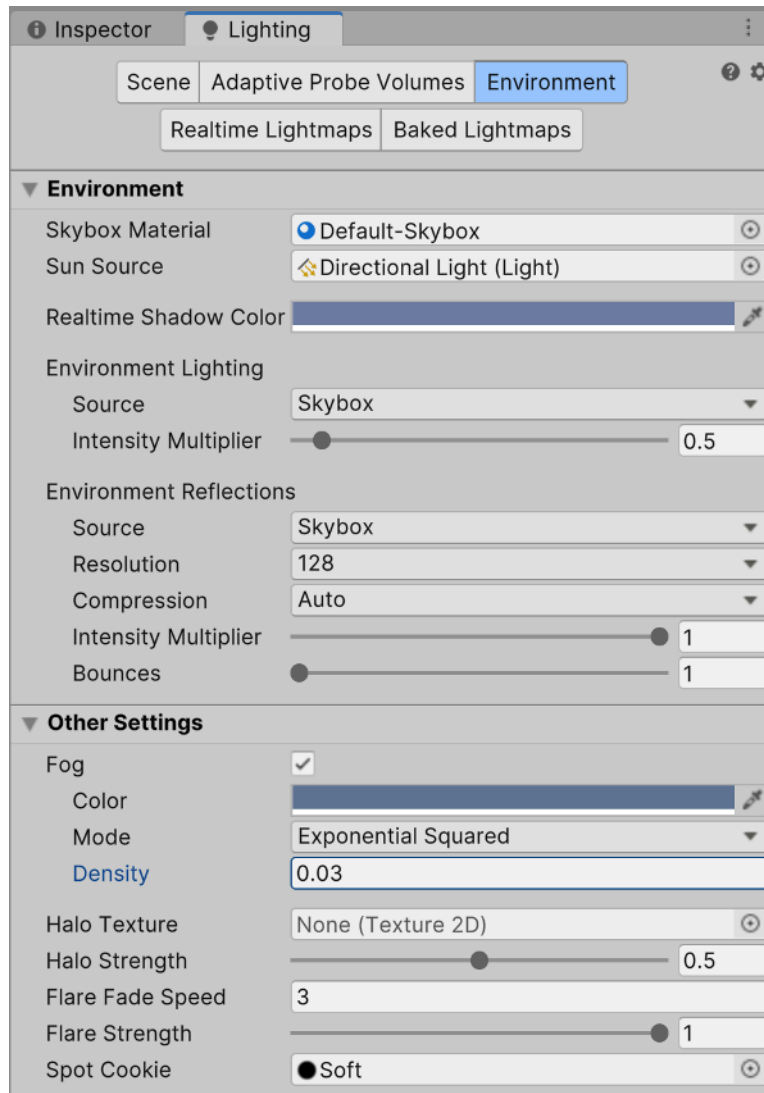 Inspector Lighting
Scene Adaptive Probe Volumes Environment
Realtime Lightmaps Baked Lightmaps
Environment
Skybox Material Default-Skybox
Sun Source Directional Light (Light)
Realtime Shadow Color
Environment Lighting
Source Skybox
Intensity Multiplier 0.5
Environment Reflections
Source Skybox
Resolution 128
Compression Auto
Intensity Multiplier 1
Bounces 1
Other Settings
Fog
Color
Mode Exponential Squared
Density 0.03
Halo Texture None (Texture 2D)
Halo Strength 0.5
Flare Fade Speed 3
Flare Strength 1
Spot Cookie Soft